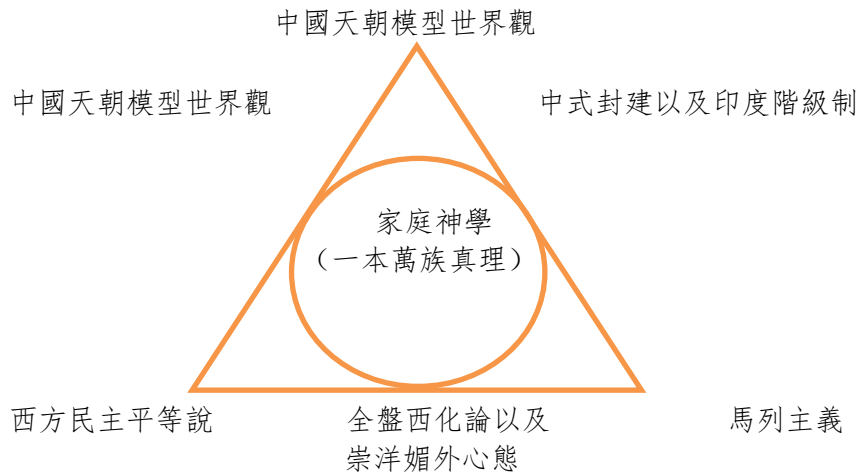 中國天朝模型世界觀
中國天朝模型世界觀
中式封建以及印度階級制
家庭神學
（一本萬族真理）
西方民主平等說
全盤西化論以及
崇洋媚外心態
馬列主義